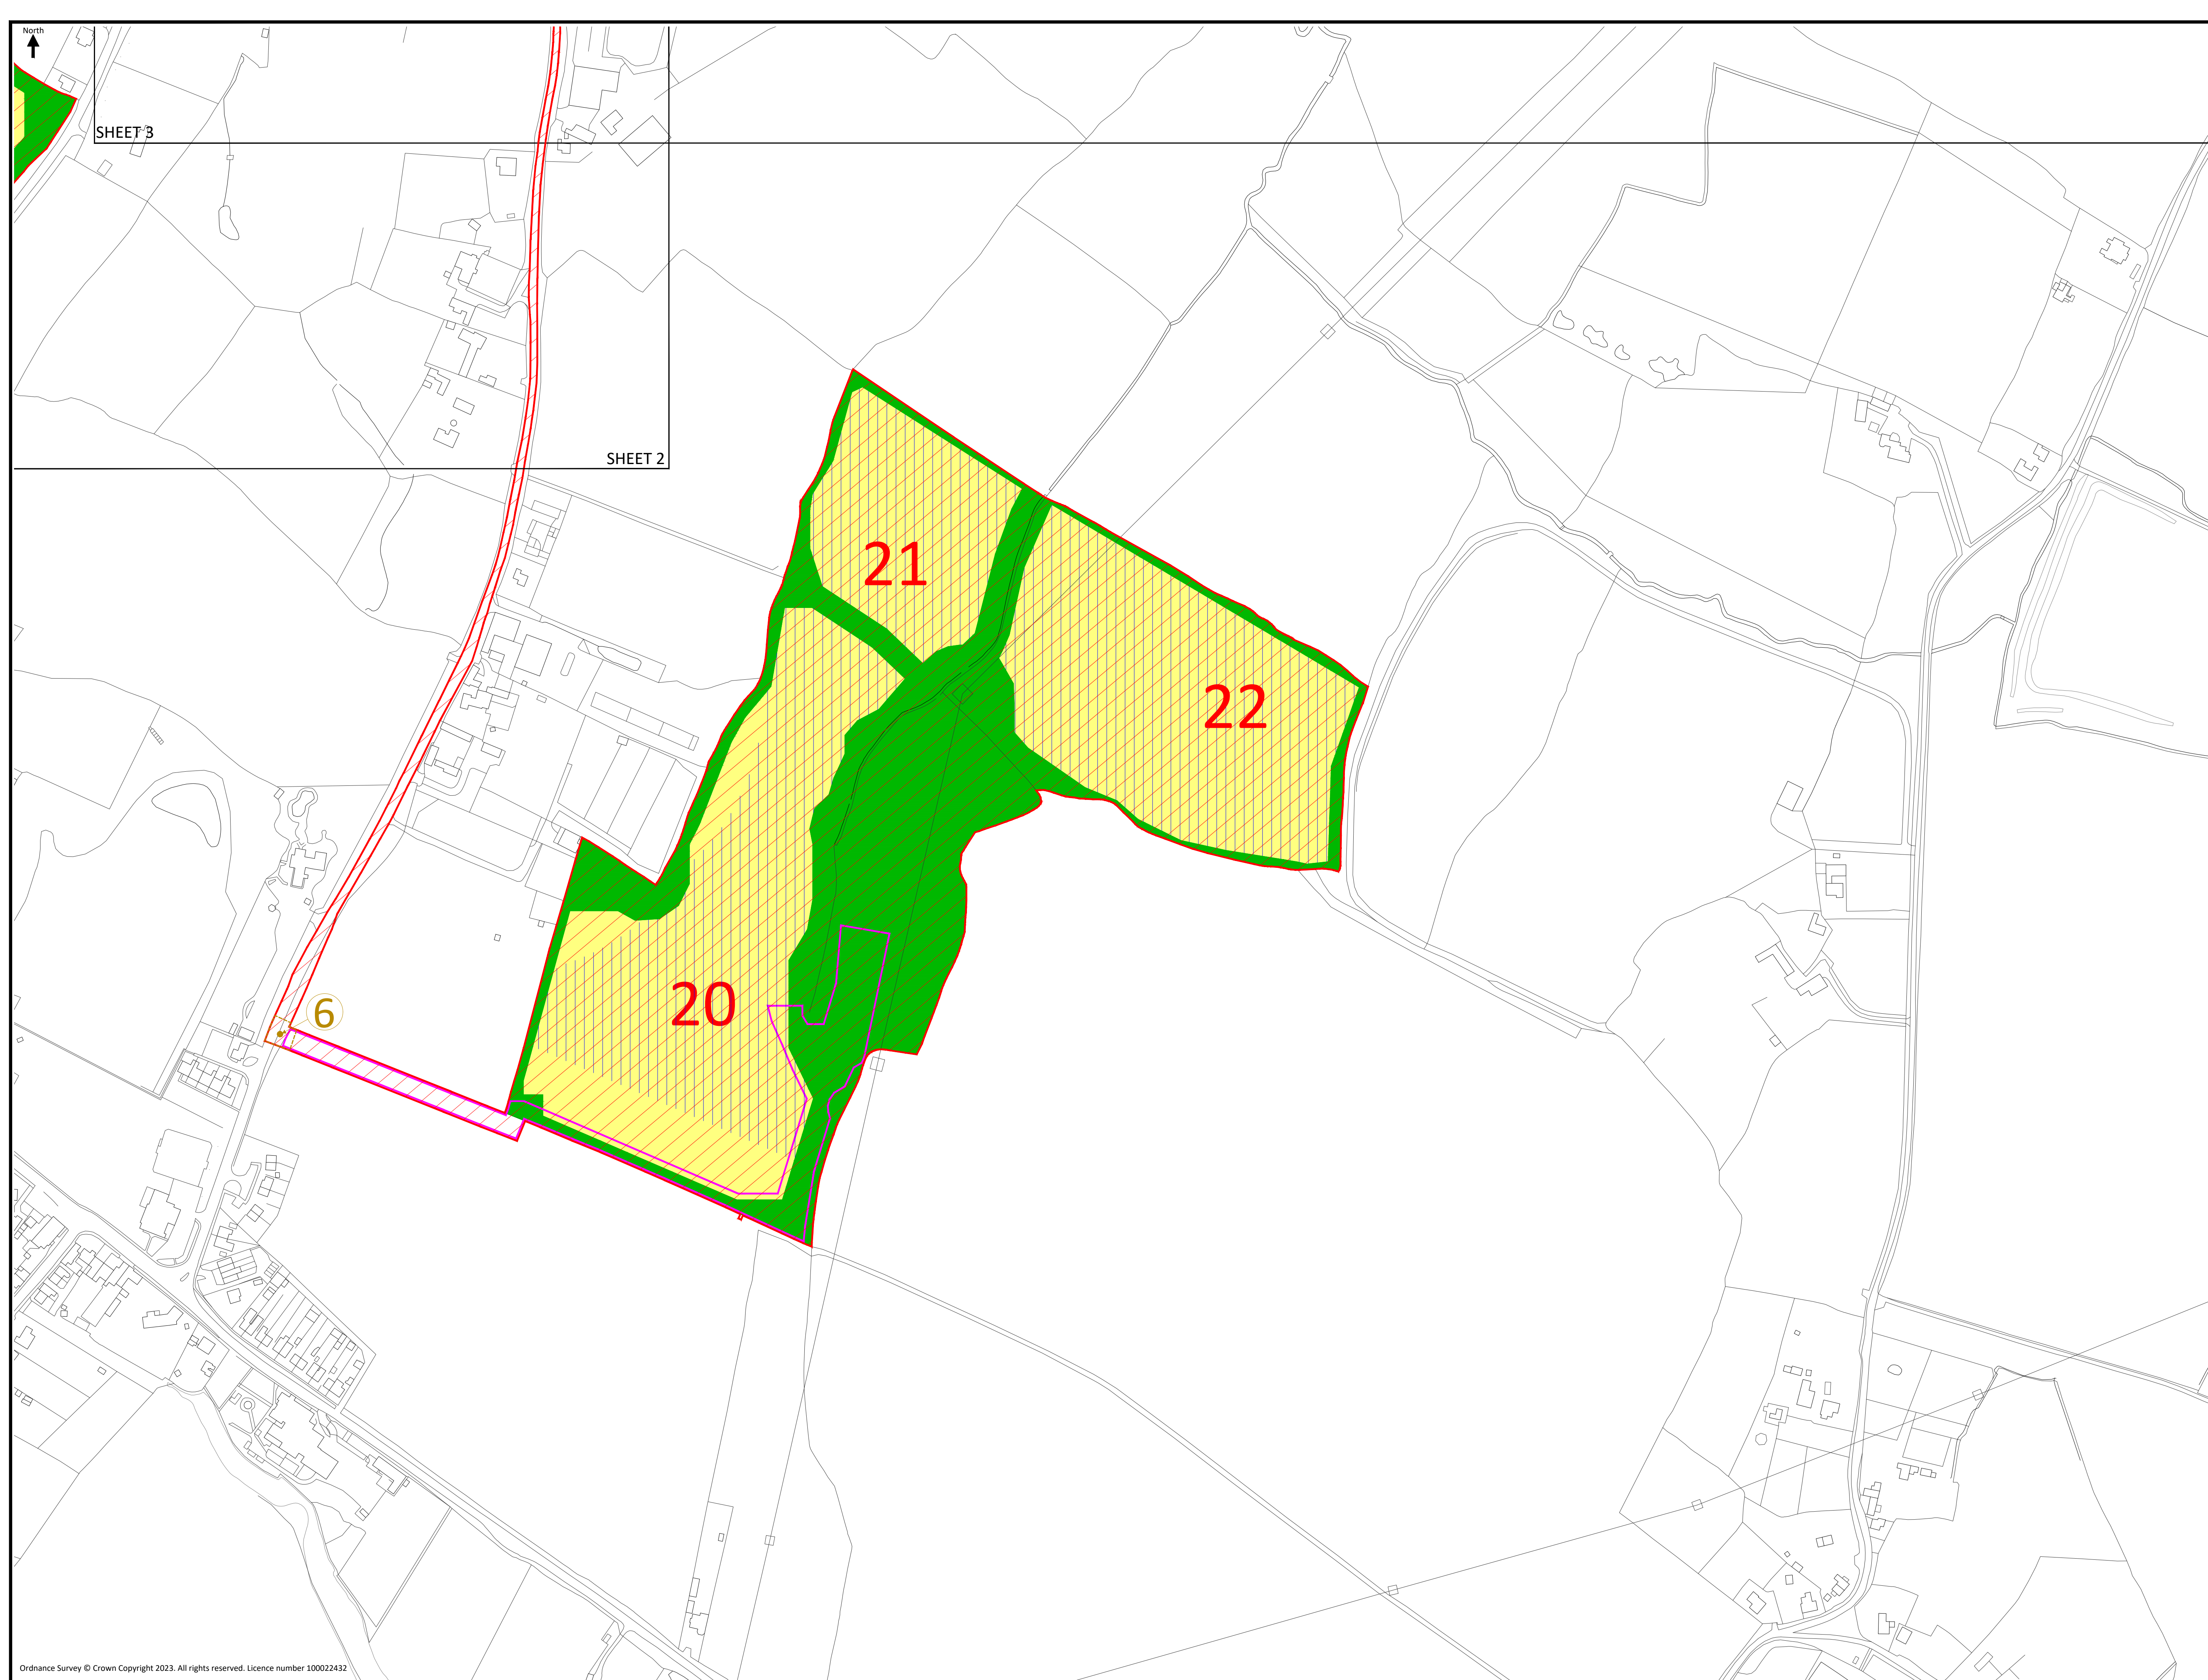 North
SHEET 3
SHEET 2
21
22
20
6
Ordnance Survey © Crown Copyright 2023. All rights reserved. Licence number 100022432